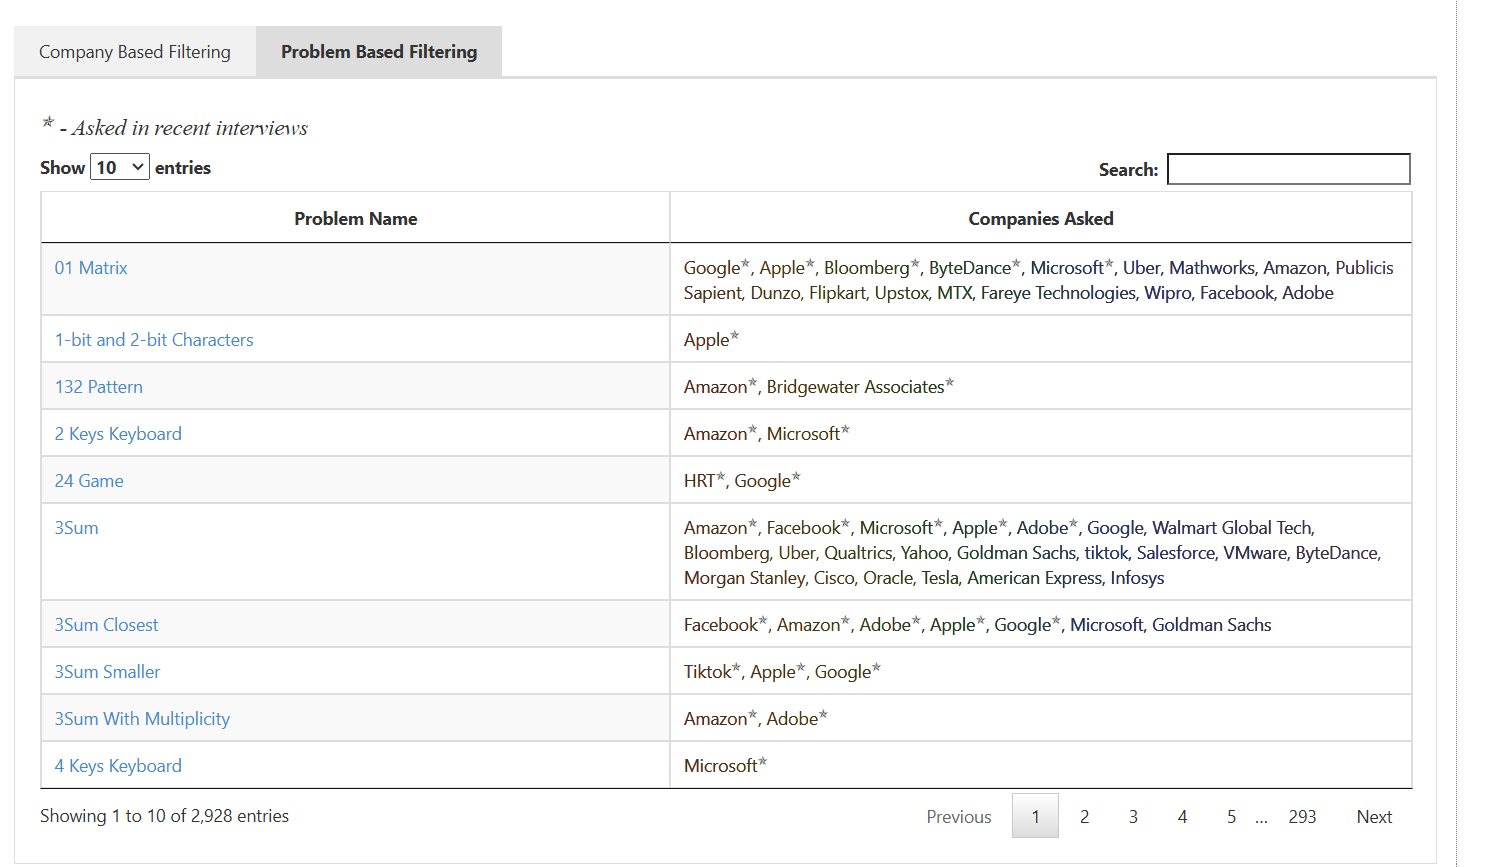 Company Based Filtering
Problem Based Filtering
* - Asked in recent interviews
Show 10 entries
Search:
Problem Name
Companies Asked
01 Matrix
Google*, Apple*, Bloomberg*, ByteDance*, Microsoft*, Uber, Mathworks, Amazon, Publicis
Sapient, Dunzo, Flipkart, Upstox, MTX, Fareye Technologies, Wipro, Facebook, Adobe
1-bit and 2-bit Characters
Apple*
132 Pattern
Amazon*, Bridgewater Associates*
2 Keys Keyboard
Amazon*, Microsoft*
24 Game
HRT*, Google*
3Sum
Amazon*, Facebook*, Microsoft*, Apple*, Adobe*, Google, Walmart Global Tech,
Bloomberg, Uber, Qualtrics, Yahoo, Goldman Sachs, tiktok, Salesforce, VMware, ByteDance,
Morgan Stanley, Cisco, Oracle, Tesla, American Express, Infosys
3Sum Closest
Facebook*, Amazon*, Adobe*, Apple*, Google*, Microsoft, Goldman Sachs
3Sum Smaller
Tiktok*, Apple*, Google*
3Sum With Multiplicity
Amazon*, Adobe*
4 Keys Keyboard
Microsoft*
Showing 1 to 10 of 2,928 entries
Previous 1 2 3 4 5 … 293 Next